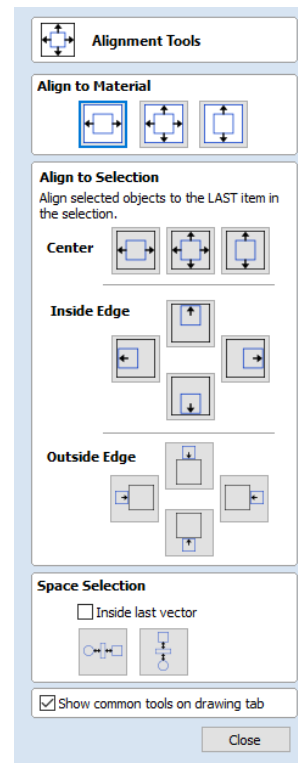 Alignment Tools
Align to Material
Align to Selection
Align selected objects to the LAST item in
the selection.
Center
Inside Edge
Outside Edge
Space Selection
Inside last vector
Show common tools on drawing tab
Close